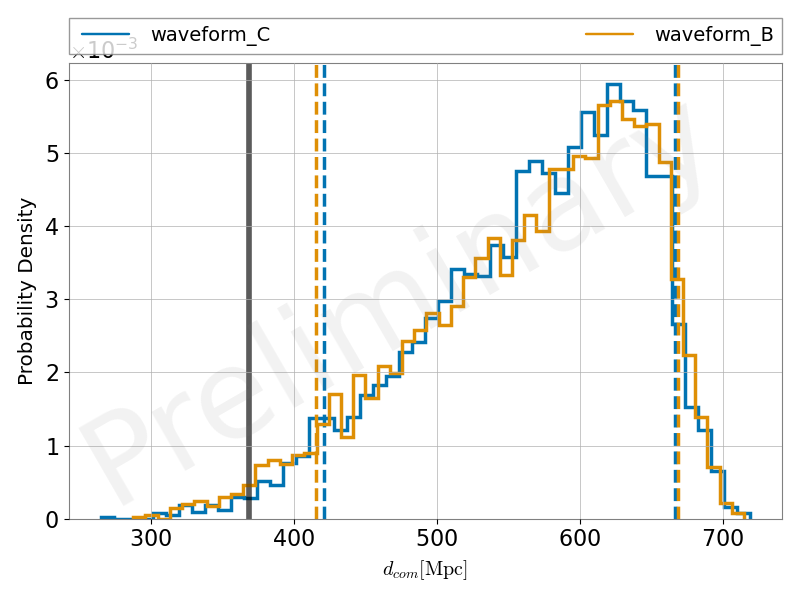 waveform_C waveform_B
×10⁻³
6
5
4
3
2
1
0
Probability Density
Preliminary
300 400 500 600 700
d_com[Mpc]